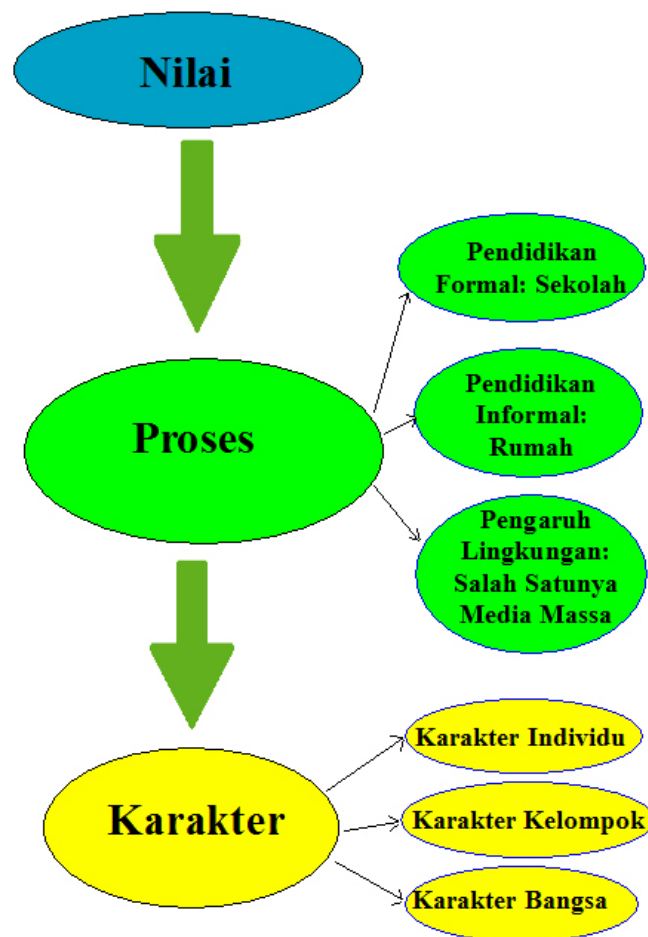 Nilai
Pendidikan
Formal: Sekolah
Proses
Pendidikan
Informal:
Rumah
Pengaruh
Lingkungan:
Salah Satunya
Media Massa
Karakter
Karakter Individu
Karakter Kelompok
Karakter Bangsa